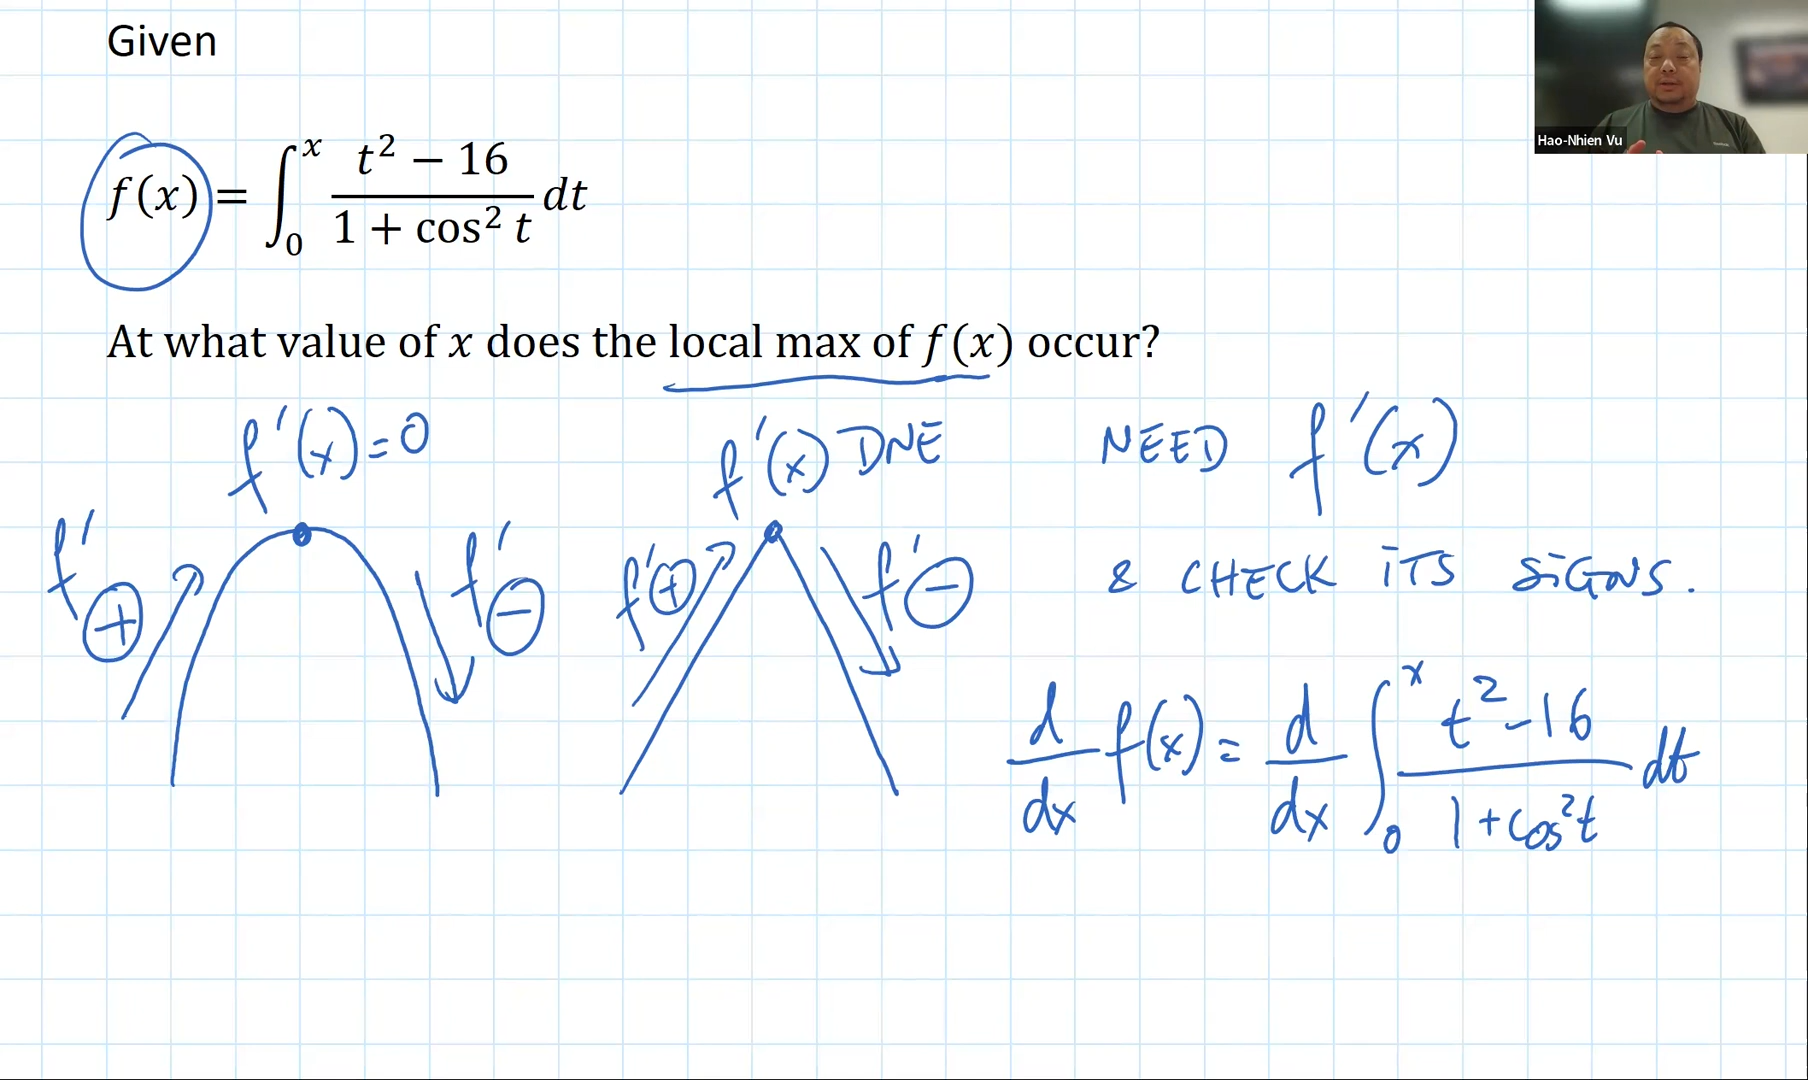 Given
Hao-Nhien Vu
f(x) = ∫₀ˣ (t² − 16)/(1 + cos² t) dt
At what value of x does the local max of f(x) occur?
f'(x)=0
f'(x) DNE
NEED f'(x)
f' +
f' −
f' +
f' −
& CHECK ITS SIGNS.
d/dx f(x) = d/dx ∫₀ˣ (t²−16)/(1+cos²t) dt